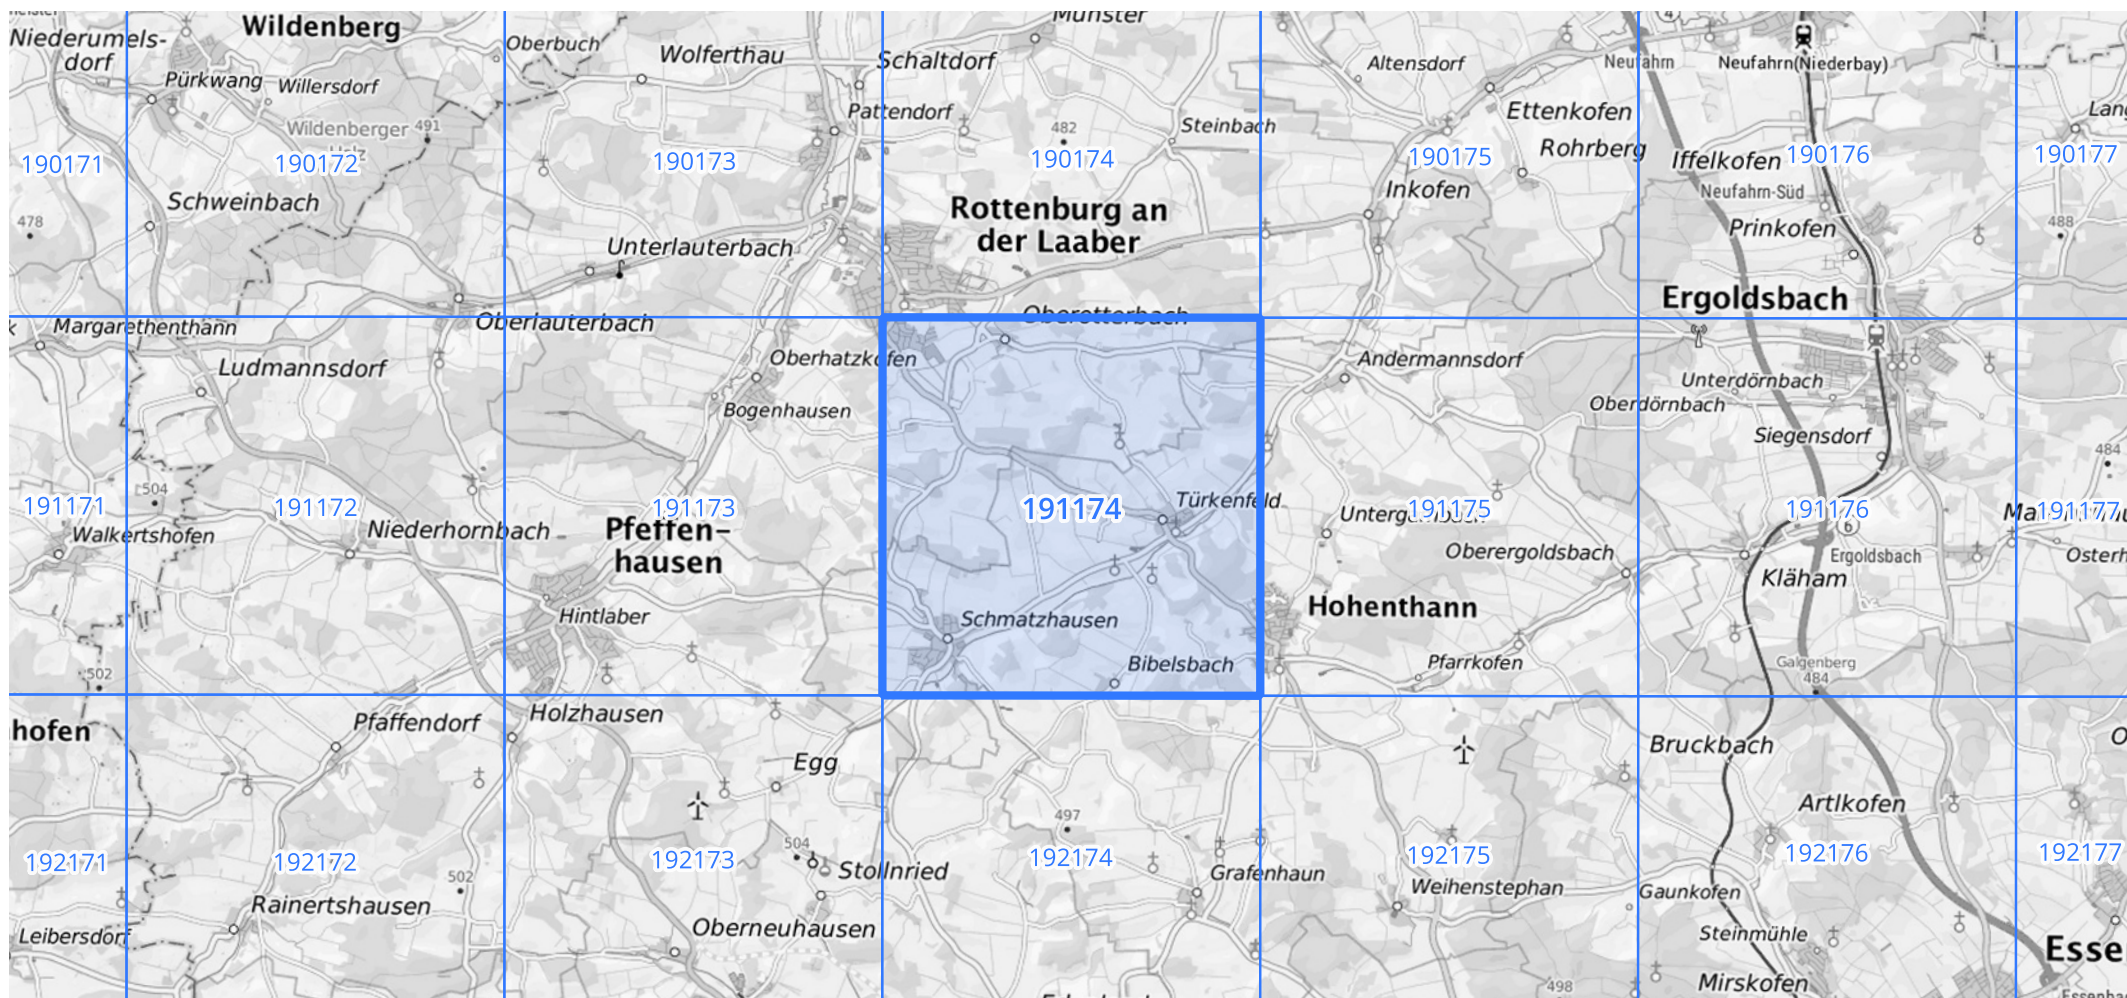 Wildenberg
Münster
Niederumels-
dorf
Oberbuch
Wolferthau
Schaltdorf
Altensdorf
Neufahrn
Neufahrn(Niederbay)
Pürkwang
Willersdorf
Pattendorf
Ettenkofen
Wildenberger
Holz
491
482
Steinbach
Rohrberg
190171
190172
190173
190174
190175
Iffelkofen
190176
190177
Schweinbach
478
Inkofen
Neufahrn-Süd
Rottenburg an
der Laaber
Prinkofen
488
Unterlauterbach
Ergoldsbach
Oberotterbach
Margarethenthann
Oberlauterbach
Ludmannsdorf
Oberhatzkofen
Andermannsdorf
Unterdörnbach
Bogenhausen
Oberdörnbach
Siegensdorf
484
504
191171
191172
191173
191174
Türkenfeld
191175
191176
191177
Walkertshofen
Niederhornbach
Pfeffen-
hausen
6
Oberergoldsbach
Ergoldsbach
Kläham
Hintlaber
Schmatzhausen
Hohenthann
502
Bibelsbach
Pfarrkofen
Galgenberg
484
hofen
Pfaffendorf
Holzhausen
Bruckbach
Egg
Artlkofen
497
504
192171
192172
192173
192174
192175
192176
192177
502
Stollnried
Grafenhaun
Weihenstephan
Gaunkofen
Rainertshausen
Leibersdorf
Oberneuhausen
Steinmühle
Esse
498
Mirskofen